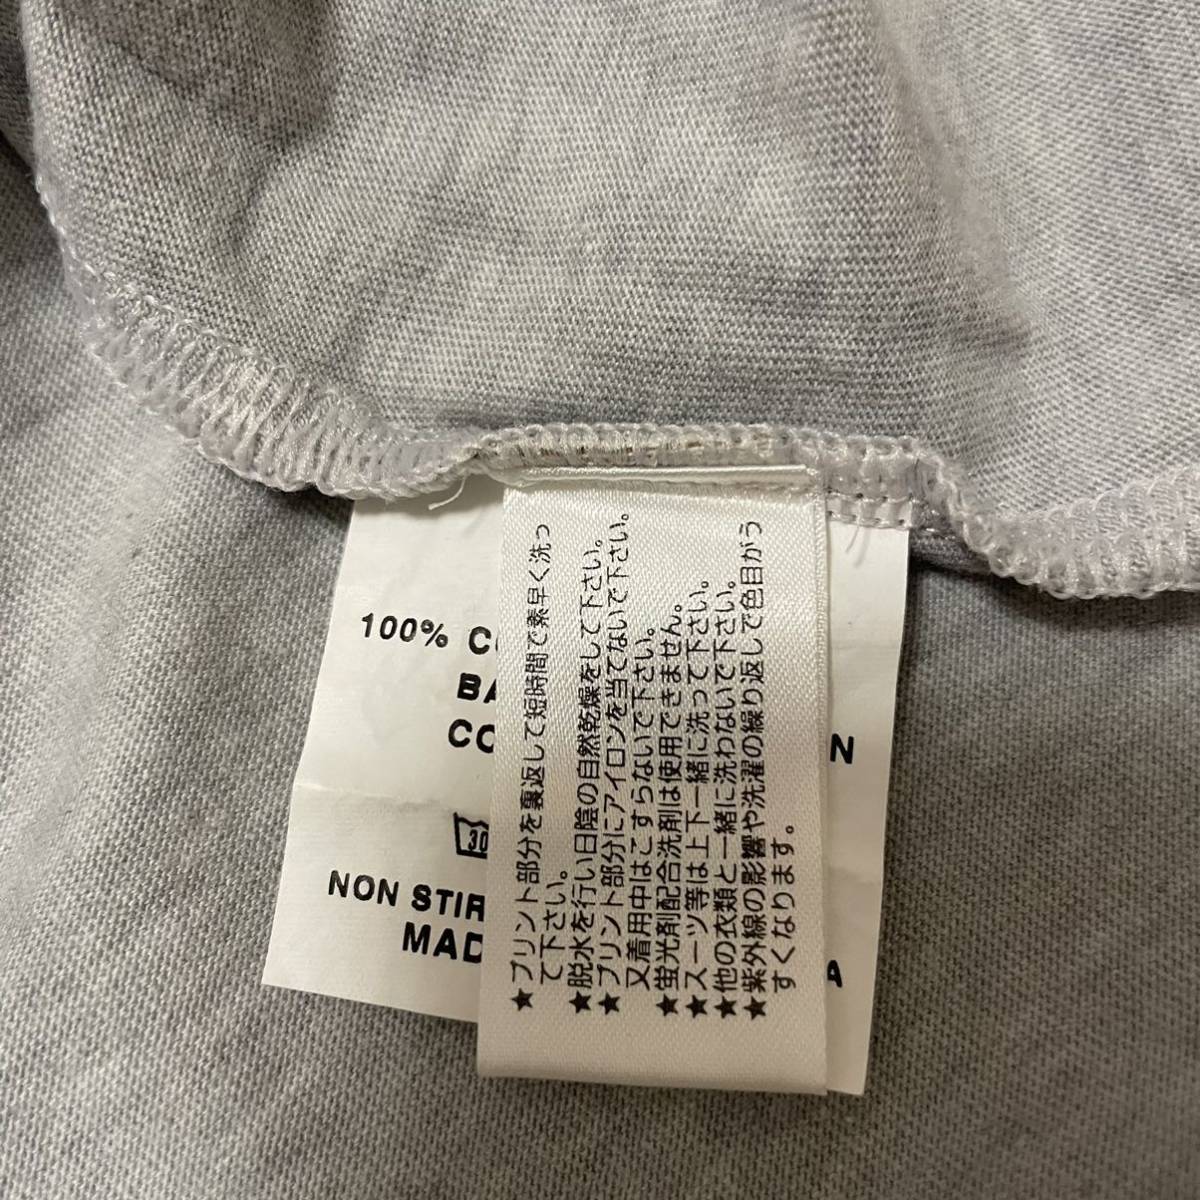 ★プリント部分を裏返して短時間で素早く洗っ
て下さい。
★脱水を行い日陰の自然乾燥をして下さい。
★プリント部分にアイロンを当てないで下さい。
又着用中はこすらないで下さい。
★蛍光剤配合洗剤は使用できません。
★スーツ等は上下一緒に洗って下さい。
★他の衣類と一緒に洗わないで下さい。
★紫外線の影響や洗濯の繰り返しで色目がう
すくなります。
100%
30
NON